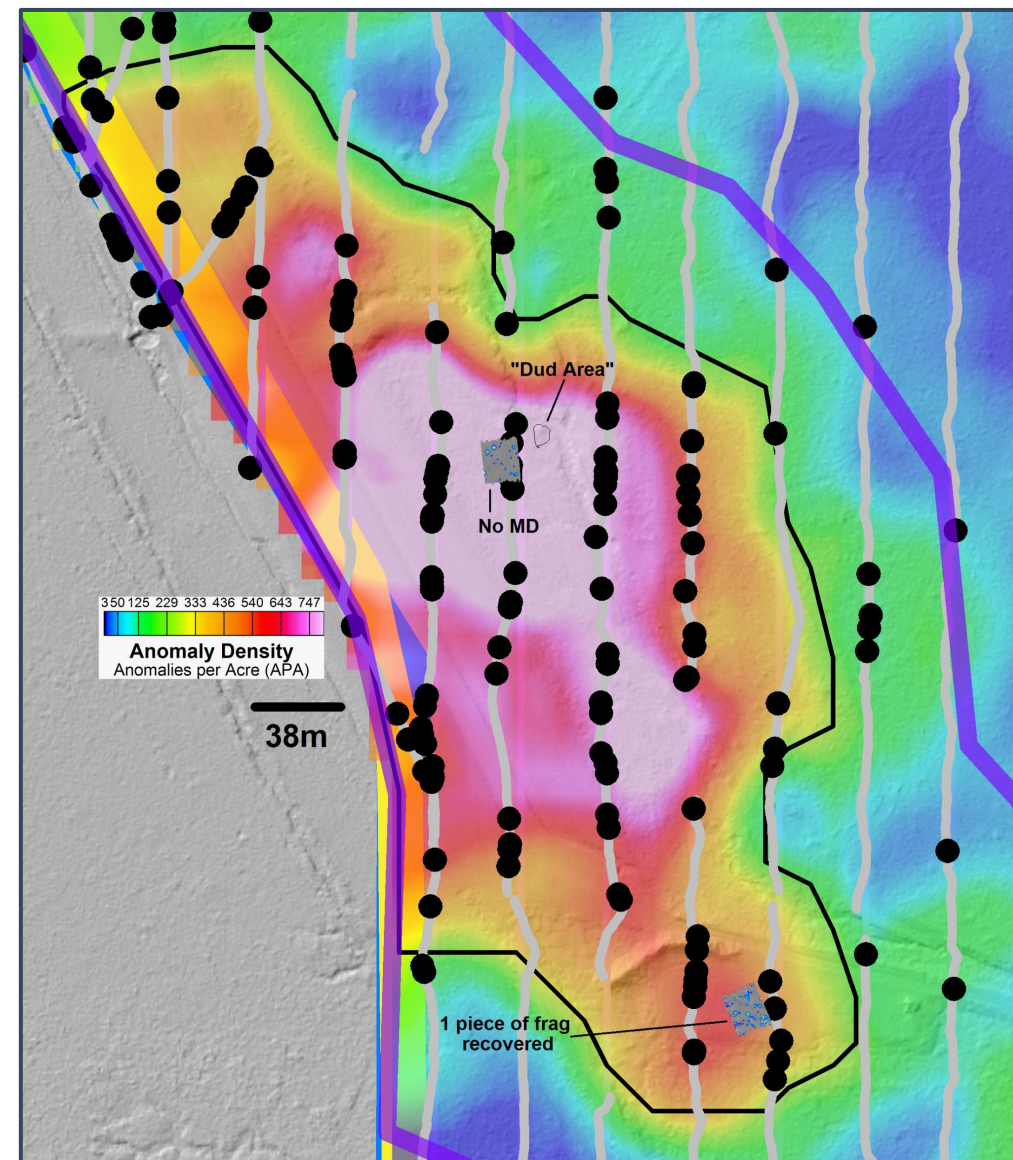 "Dud Area"
No MD
3 50 125 229 333 436 540 643 747
Anomaly Density
Anomalies per Acre (APA)
38m
1 piece of frag
recovered